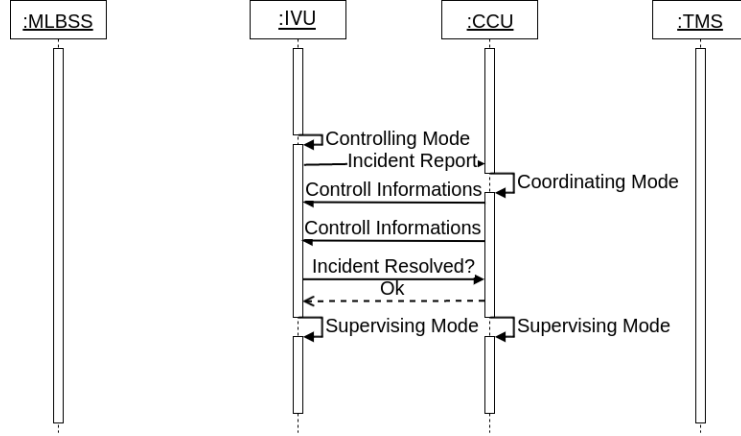 :MLBSS
:IVU
:CCU
:TMS
Controlling Mode
Incident Report
Coordinating Mode
Controll Informations
Controll Informations
Incident Resolved?
Ok
Supervising Mode
Supervising Mode